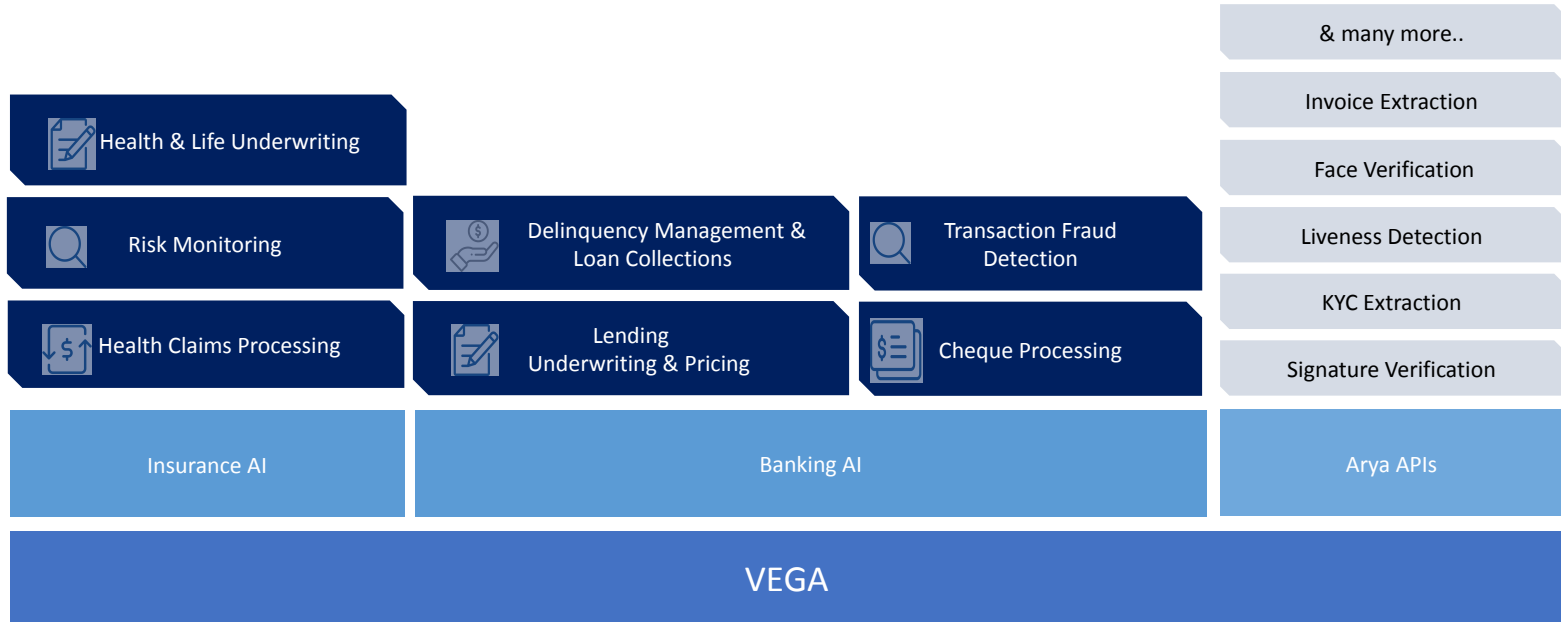 & many more..
Invoice Extraction
Health & Life Underwriting
Face Verification
Risk Monitoring
Delinquency Management &
Loan Collections
Transaction Fraud
Detection
Liveness Detection
KYC Extraction
Health Claims Processing
Lending
Underwriting & Pricing
Cheque Processing
Signature Verification
Insurance AI
Banking AI
Arya APIs
VEGA